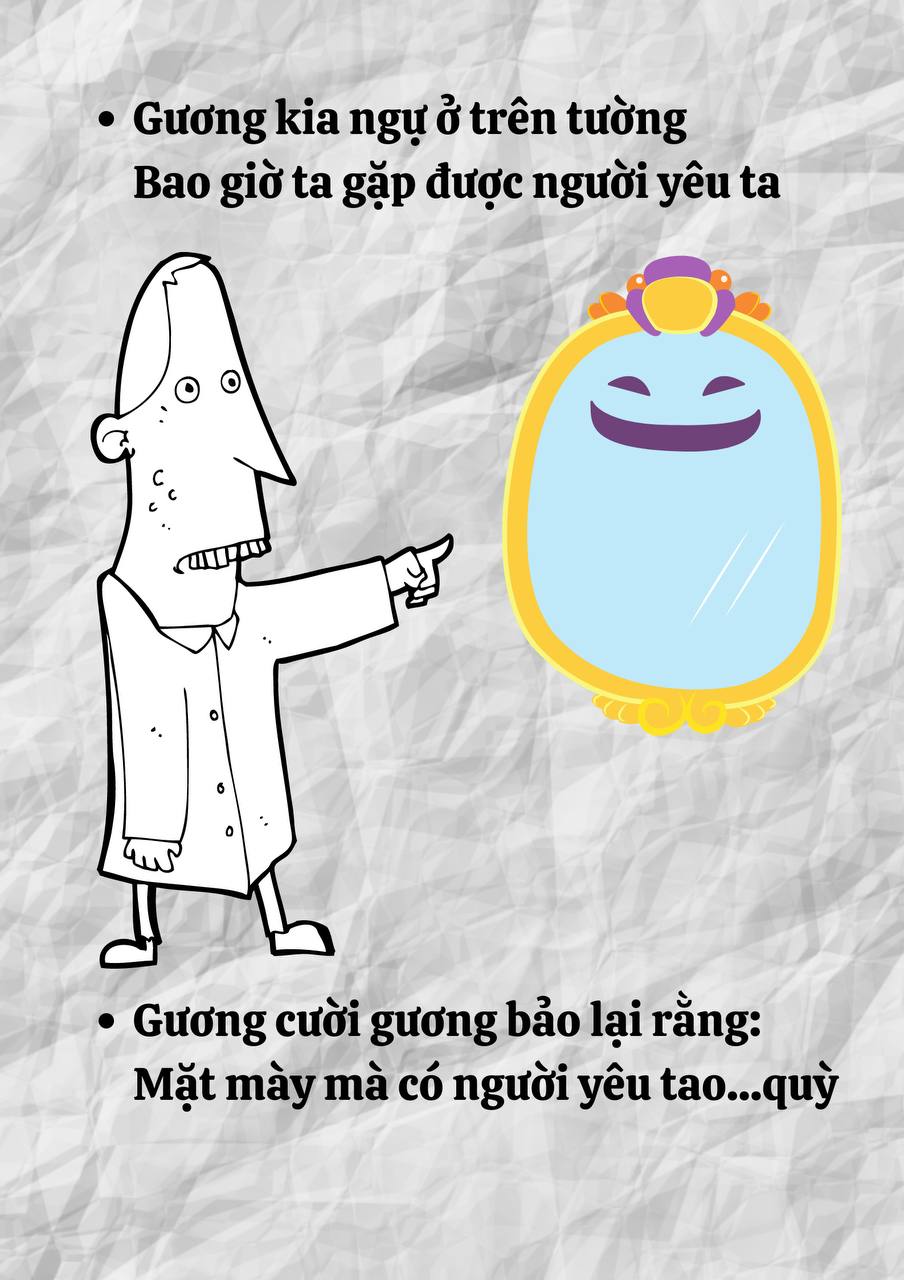 • Gương kia ngự ở trên tường
Bao giờ ta gặp được người yêu ta
• Gương cười gương bảo lại rằng:
Mặt mày mà có người yêu tao...quỳ